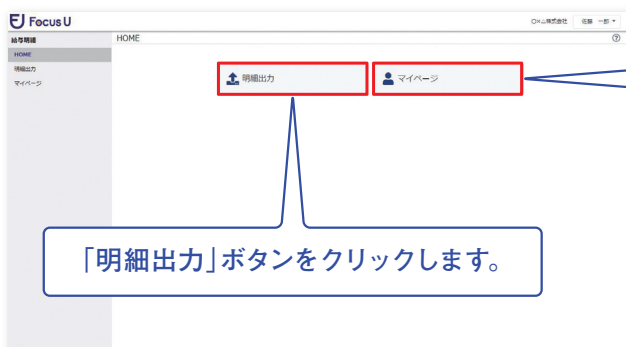 Focus U
〇×△株式会社 佐藤 一郎
給与明細
HOME
HOME
明細出力
マイページ
明細出力
マイページ
「明細出力」ボタンをクリックします。